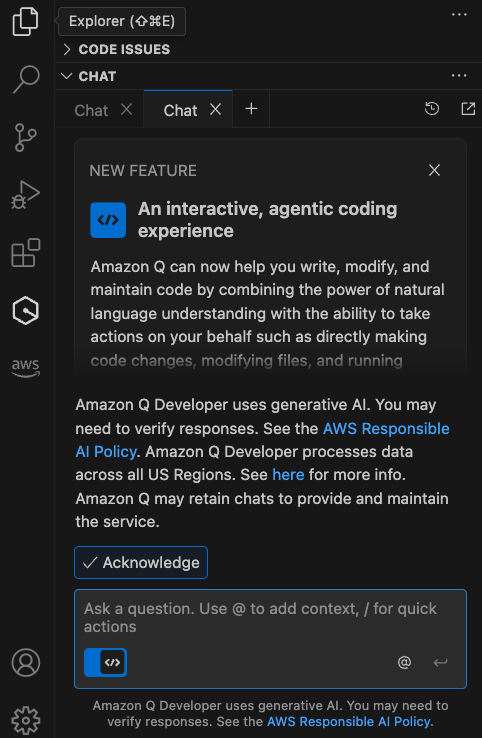 Explorer (⇧⌘E)
...
CODE ISSUES
CHAT
...
Chat
Chat
NEW FEATURE
An interactive, agentic coding
experience
Amazon Q can now help you write, modify, and
maintain code by combining the power of natural
language understanding with the ability to take
actions on your behalf such as directly making
code changes, modifying files, and running
aws
Amazon Q Developer uses generative AI. You may
need to verify responses. See the AWS Responsible
AI Policy. Amazon Q Developer processes data
across all US Regions. See here for more info.
Amazon Q may retain chats to provide and maintain
the service.
Acknowledge
Ask a question. Use @ to add context, / for quick
actions
</>
@
Amazon Q Developer uses generative AI. You may need to
verify responses. See the AWS Responsible AI Policy.